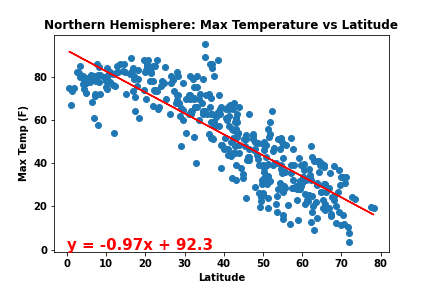 Northern Hemisphere: Max Temperature vs Latitude
Max Temp (F)
80
60
40
20
0
y = -0.97x + 92.3
0 10 20 30 40 50 60 70 80
Latitude